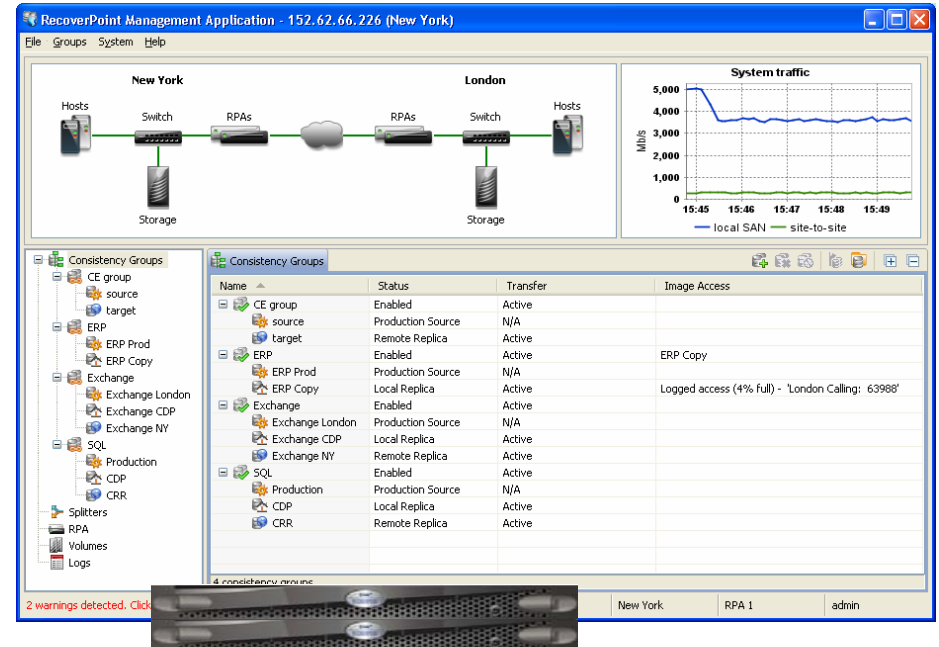 RecoverPoint Management Application - 152.62.66.226 (New York)
File Groups System Help
New York London
Hosts Switch RPAs RPAs Switch Hosts
Storage Storage
System traffic
Mb/s
5,000
4,000
3,000
2,000
1,000
0
15:45 15:46 15:47 15:48 15:49
local SAN site-to-site
Consistency Groups
CE group
source
target
ERP
ERP Prod
ERP Copy
Exchange
Exchange London
Exchange CDP
Exchange NY
SQL
Production
CDP
CRR
Splitters
RPA
Volumes
Logs
Consistency Groups
Name Status Transfer Image Access
CE group Enabled Active
source Production Source N/A
target Remote Replica Active
ERP Enabled Active ERP Copy
ERP Prod Production Source N/A
ERP Copy Local Replica Active Logged access (4% full) - 'London Calling: 63988'
Exchange Enabled Active
Exchange London Production Source N/A
Exchange CDP Local Replica Active
Exchange NY Remote Replica Active
SQL Enabled Active
Production Production Source N/A
CDP Local Replica Active
CRR Remote Replica Active
4 consistency groups
2 warnings detected. Click New York RPA 1 admin